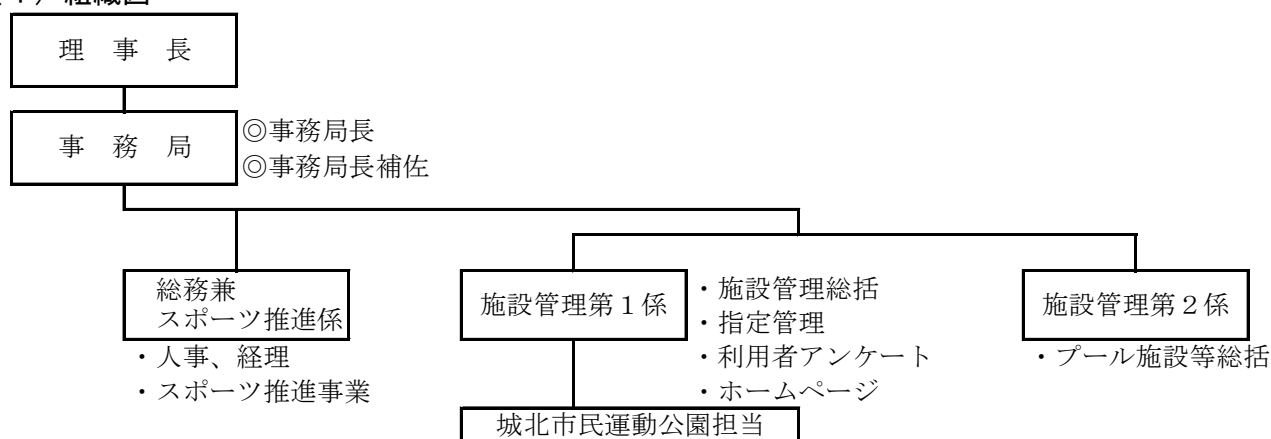 理　事　長
事　務　局
◎事務局長
◎事務局長補佐
総務兼
スポーツ推進係
・人事、経理
・スポーツ推進事業
施設管理第１係
・施設管理総括
・指定管理
・利用者アンケート
・ホームページ
城北市民運動公園担当
施設管理第２係
・プール施設等総括